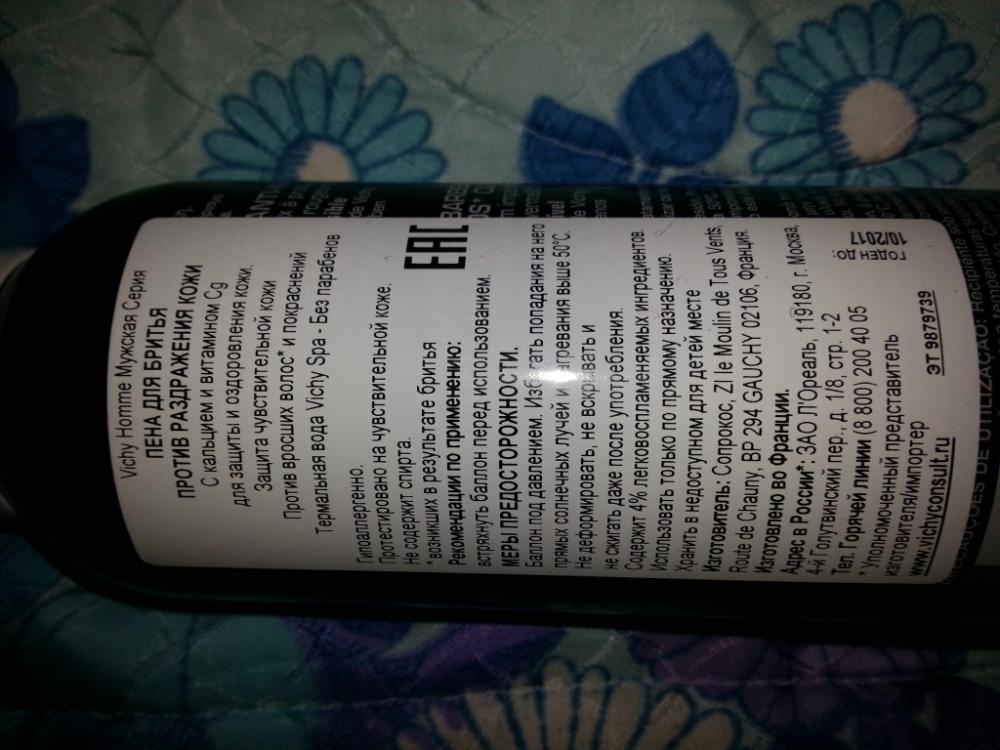 Vichy Homme Мужская Серия
ПЕНА ДЛЯ БРИТЬЯ
ПРОТИВ РАЗДРАЖЕНИЯ КОЖИ
С кальцием и витамином Cg
для защиты и оздоровления кожи.
Защита чувствительной кожи
Против вросших волос* и покраснений
Термальная вода Vichy Spa - Без парабенов
Гипоаллергенно.
Протестировано на чувствительной коже.
Не содержит спирта.
*возникших в результате бритья
Рекомендации по применению:
встряхнуть баллон перед использованием.
МЕРЫ ПРЕДОСТОРОЖНОСТИ.
Баллон под давлением. Избегать попадания на него
прямых солнечных лучей и нагревания выше 50°C.
Не деформировать, не вскрывать и
не сжигать даже после употребления.
Содержит 4% легковоспламеняемых ингредиентов.
Использовать только по прямому назначению.
Хранить в недоступном для детей месте
Изготовитель: Сопрокос, ZI le Moulin de Tous Vents,
Route de Chauny, BP 294 GAUCHY 02106, Франция.
Изготовлено во Франции.
Адрес в России*: ЗАО Л'Ореаль, 119180, г. Москва,
4-й Голутвинский пер., д. 1/8, стр. 1-2
Тел. Горячей линии (8 800) 200 40 05
* Уполномоченный представитель
изготовителя/импортер
www.vichyconsult.ru
ЭТ 9879739
EAC
ГОДЕН ДО:
10/2017
DE UTILIZAÇÃO: Recipiente